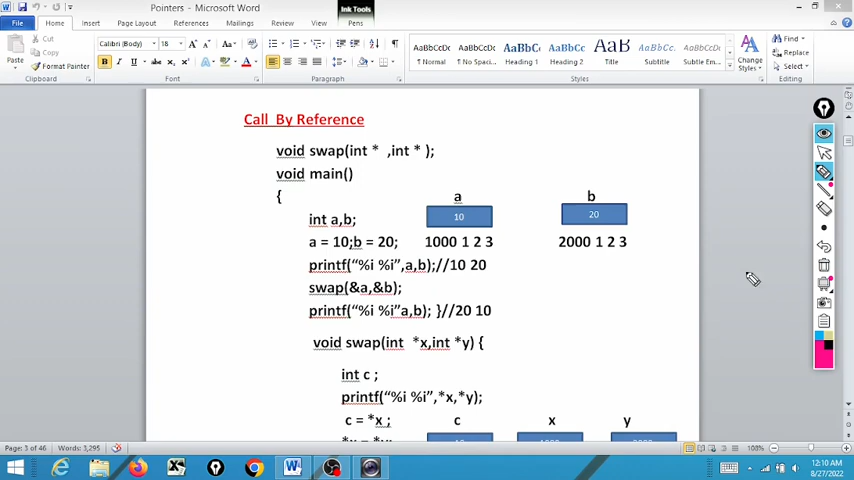 Pointers - Microsoft Word
Ink Tools
File Home Insert Page Layout References Mailings Review View Pens
Cut
Copy
Format Painter
Paste
Clipboard
Calibri (Body) 18
Font
Paragraph
AaBbCcDc AaBbCcDc AaBbC AaBbCc AaB AaBbCc. AaBbCcDc
¶ Normal ¶ No Spaci... Heading 1 Heading 2 Title Subtitle Subtle Em...
Styles
Change Styles
Find
Replace
Select
Editing
Call By Reference
void swap(int * ,int * );
void main()
{ a b
int a,b; 10 20
a = 10;b = 20; 1000 1 2 3 2000 1 2 3
printf(“%i %i”,a,b);//10 20
swap(&a,&b);
printf(“%i %i”a,b); }//20 10
void swap(int *x,int *y) {
int c ;
printf(“%i %i”,*x,*y);
c = *x ; c x y
Page: 3 of 46 Words: 3,295 108%
12:10 AM
8/27/2022